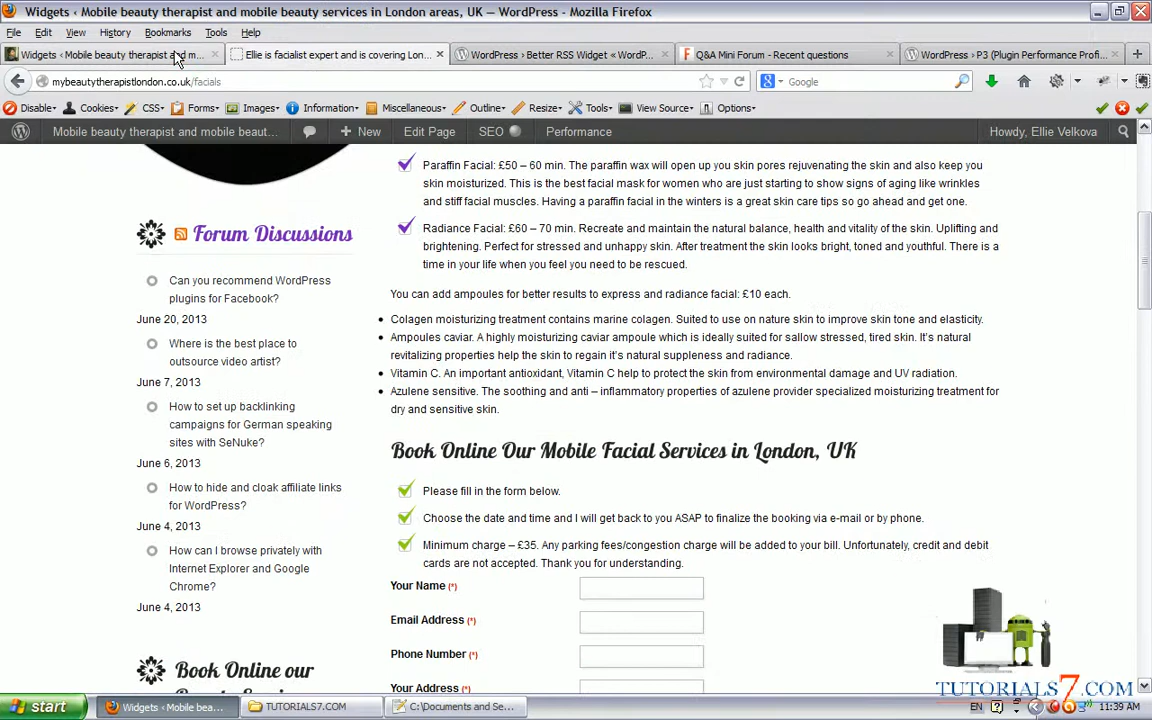 Widgets ‹ Mobile beauty therapist and mobile beauty services in London areas, UK — WordPress - Mozilla Firefox
File Edit View History Bookmarks Tools Help
Widgets ‹ Mobile beauty therapist and m...
Ellie is facialist expert and is covering Lon...
WordPress › Better RSS Widget « WordP...
Q&A Mini Forum - Recent questions
WordPress › P3 (Plugin Performance Profi...
mybeautytherapistlondon.co.uk/facials
Google
Disable Cookies CSS Forms Images Information Miscellaneous Outline Resize Tools View Source Options
Mobile beauty therapist and mobile beaut... New Edit Page SEO Performance Howdy, Ellie Velkova
Forum Discussions
Can you recommend WordPress
plugins for Facebook?
June 20, 2013
Where is the best place to
outsource video artist?
June 7, 2013
How to set up backlinking
campaigns for German speaking
sites with SeNuke?
June 6, 2013
How to hide and cloak affiliate links
for WordPress?
June 4, 2013
How can I browse privately with
Internet Explorer and Google
Chrome?
June 4, 2013
Book Online our
Paraffin Facial: £50 – 60 min. The paraffin wax will open up you skin pores rejuvenating the skin and also keep you
skin moisturized. This is the best facial mask for women who are just starting to show signs of aging like wrinkles
and stiff facial muscles. Having a paraffin facial in the winters is a great skin care tips so go ahead and get one.
Radiance Facial: £60 – 70 min. Recreate and maintain the natural balance, health and vitality of the skin. Uplifting and
brightening. Perfect for stressed and unhappy skin. After treatment the skin looks bright, toned and youthful. There is a
time in your life when you feel you need to be rescued.
You can add ampoules for better results to express and radiance facial: £10 each.
Colagen moisturizing treatment contains marine colagen. Suited to use on nature skin to improve skin tone and elasticity.
Ampoules caviar. A highly moisturizing caviar ampoule which is ideally suited for sallow stressed, tired skin. It's natural
revitalizing properties help the skin to regain it's natural suppleness and radiance.
Vitamin C. An important antioxidant, Vitamin C help to protect the skin from environmental damage and UV radiation.
Azulene sensitive. The soothing and anti – inflammatory properties of azulene provider specialized moisturizing treatment for
dry and sensitive skin.
Book Online Our Mobile Facial Services in London, UK
Please fill in the form below.
Choose the date and time and I will get back to you ASAP to finalize the booking via e-mail or by phone.
Minimum charge – £35. Any parking fees/congestion charge will be added to your bill. Unfortunately, credit and debit
cards are not accepted. Thank you for understanding.
Your Name (*)
Email Address (*)
Phone Number (*)
Your Address (*)
TUTORIALS7.COM
start Widgets ‹ Mobile bea... TUTORIALS7.COM C:\Documents and Se... EN 11:39 AM